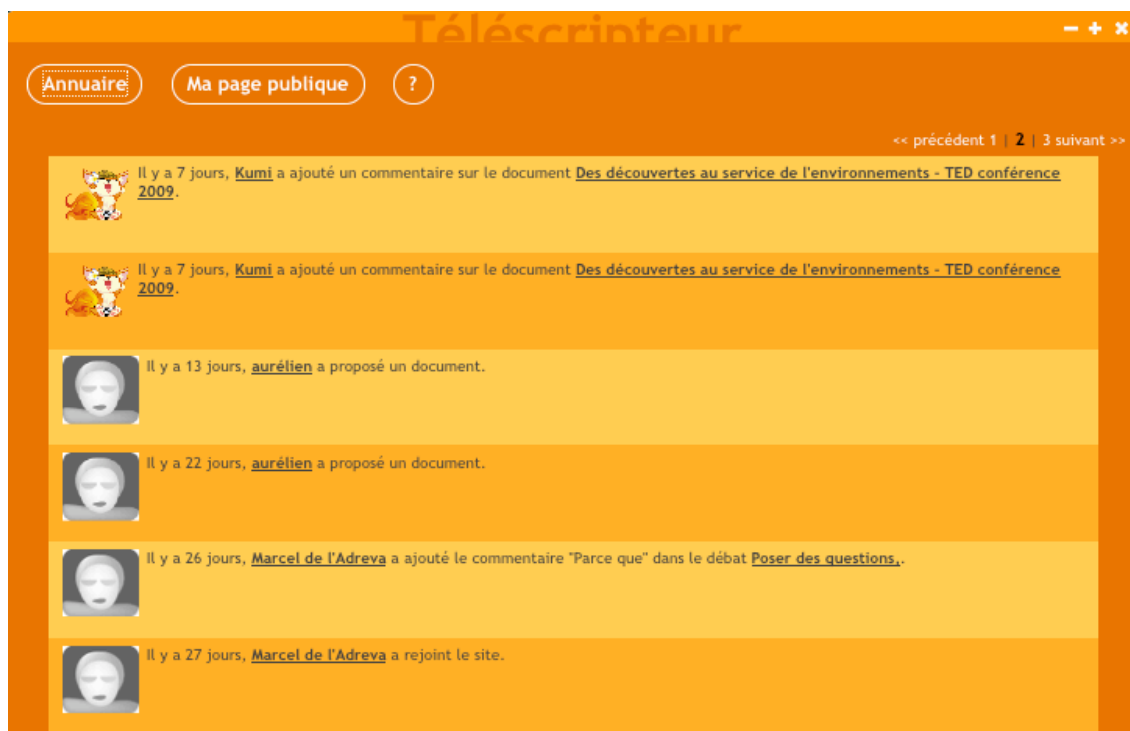 Téléscripteur
Annuaire
Ma page publique
?
<< précédent 1 | 2 | 3 suivant >>
Il y a 7 jours, Kumi a ajouté un commentaire sur le document Des découvertes au service de l'environnements - TED conférence
2009.
Il y a 7 jours, Kumi a ajouté un commentaire sur le document Des découvertes au service de l'environnements - TED conférence
2009.
Il y a 13 jours, aurélien a proposé un document.
Il y a 22 jours, aurélien a proposé un document.
Il y a 26 jours, Marcel de l'Adreva a ajouté le commentaire "Parce que" dans le débat Poser des questions,.
Il y a 27 jours, Marcel de l'Adreva a rejoint le site.